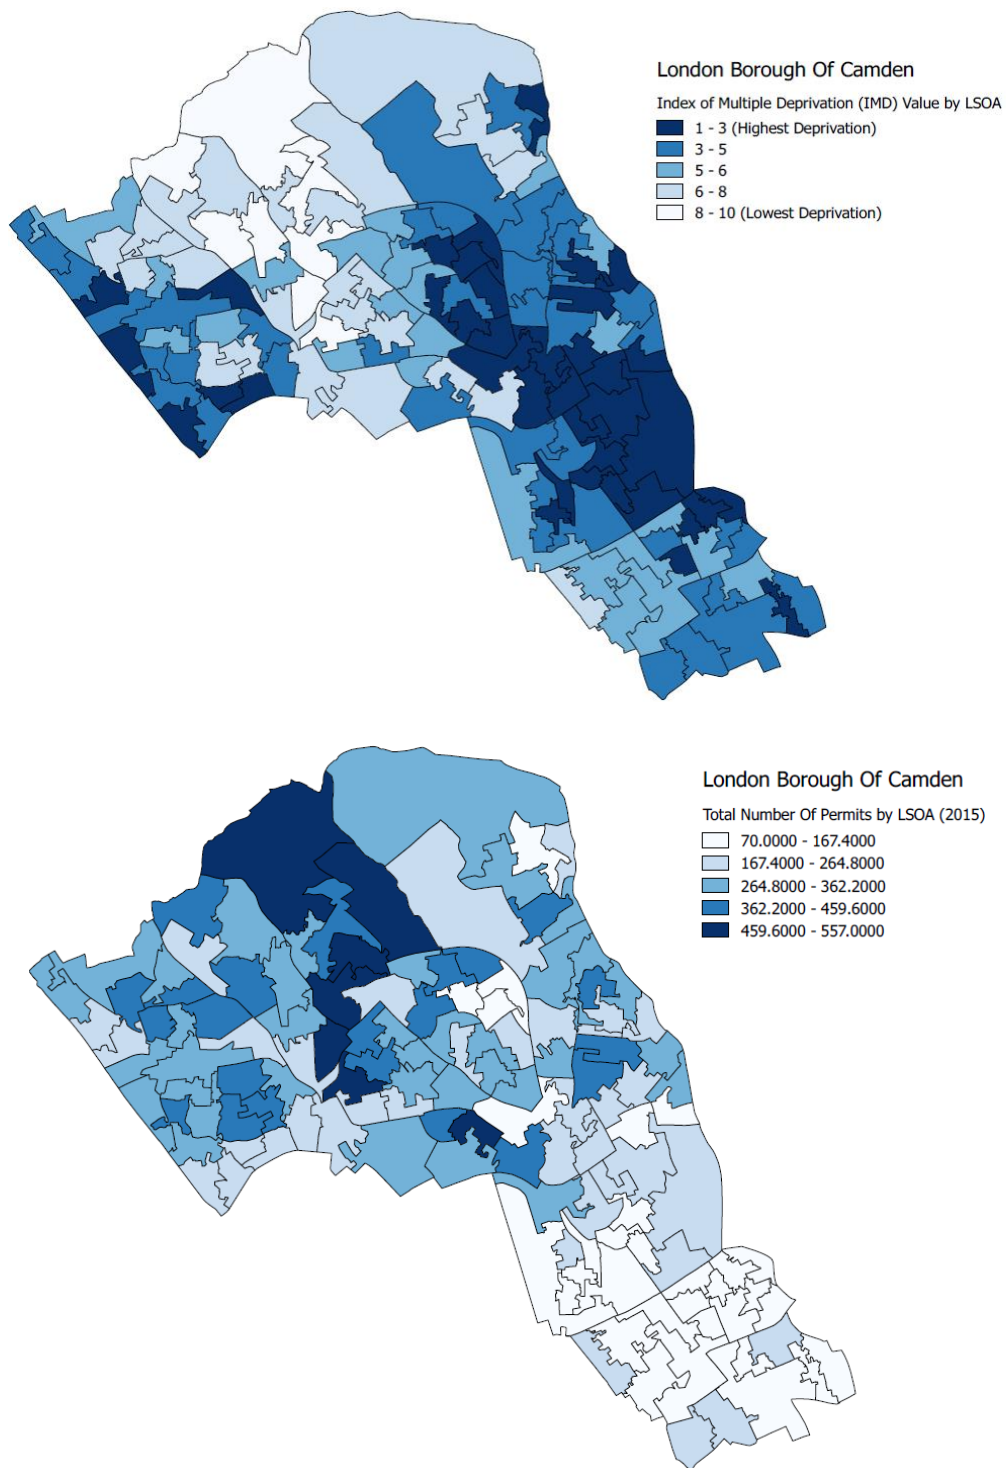 London Borough Of Camden
Index of Multiple Deprivation (IMD) Value by LSOA
1 - 3 (Highest Deprivation)
3 - 5
5 - 6
6 - 8
8 - 10 (Lowest Deprivation)
London Borough Of Camden
Total Number Of Permits by LSOA (2015)
70.0000 - 167.4000
167.4000 - 264.8000
264.8000 - 362.2000
362.2000 - 459.6000
459.6000 - 557.0000